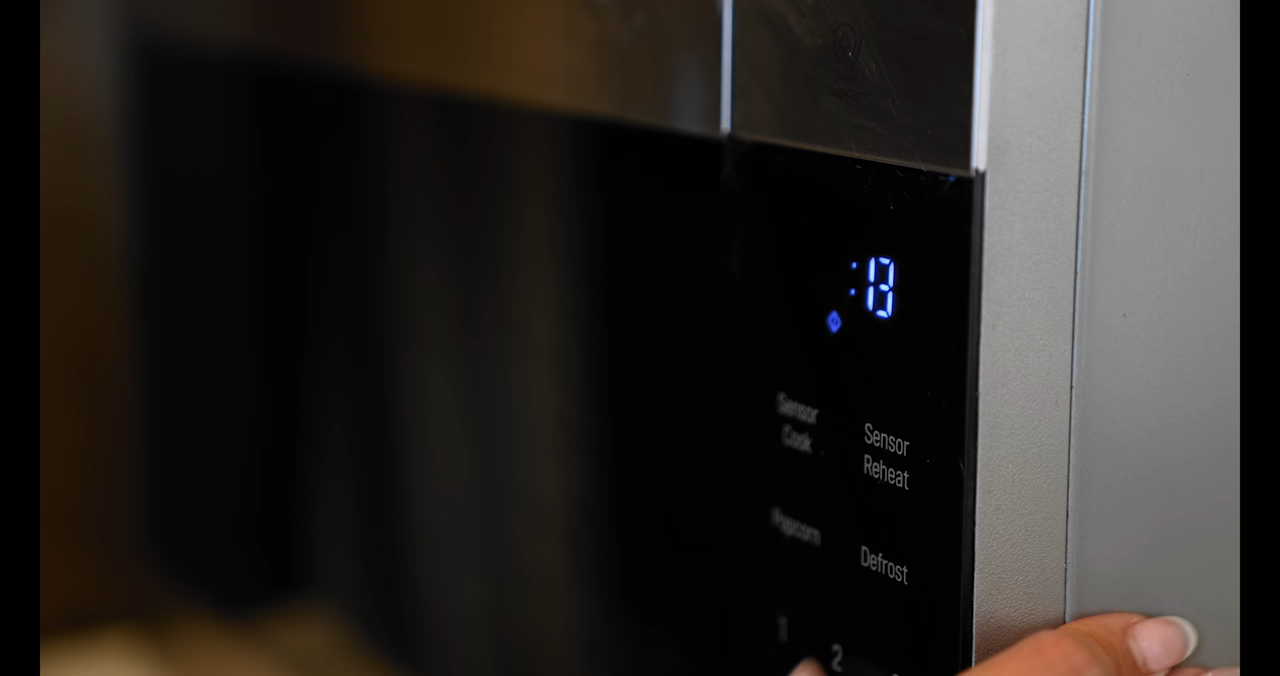 :13
Sensor
Cook
Sensor
Reheat
Popcorn
Defrost
1
2